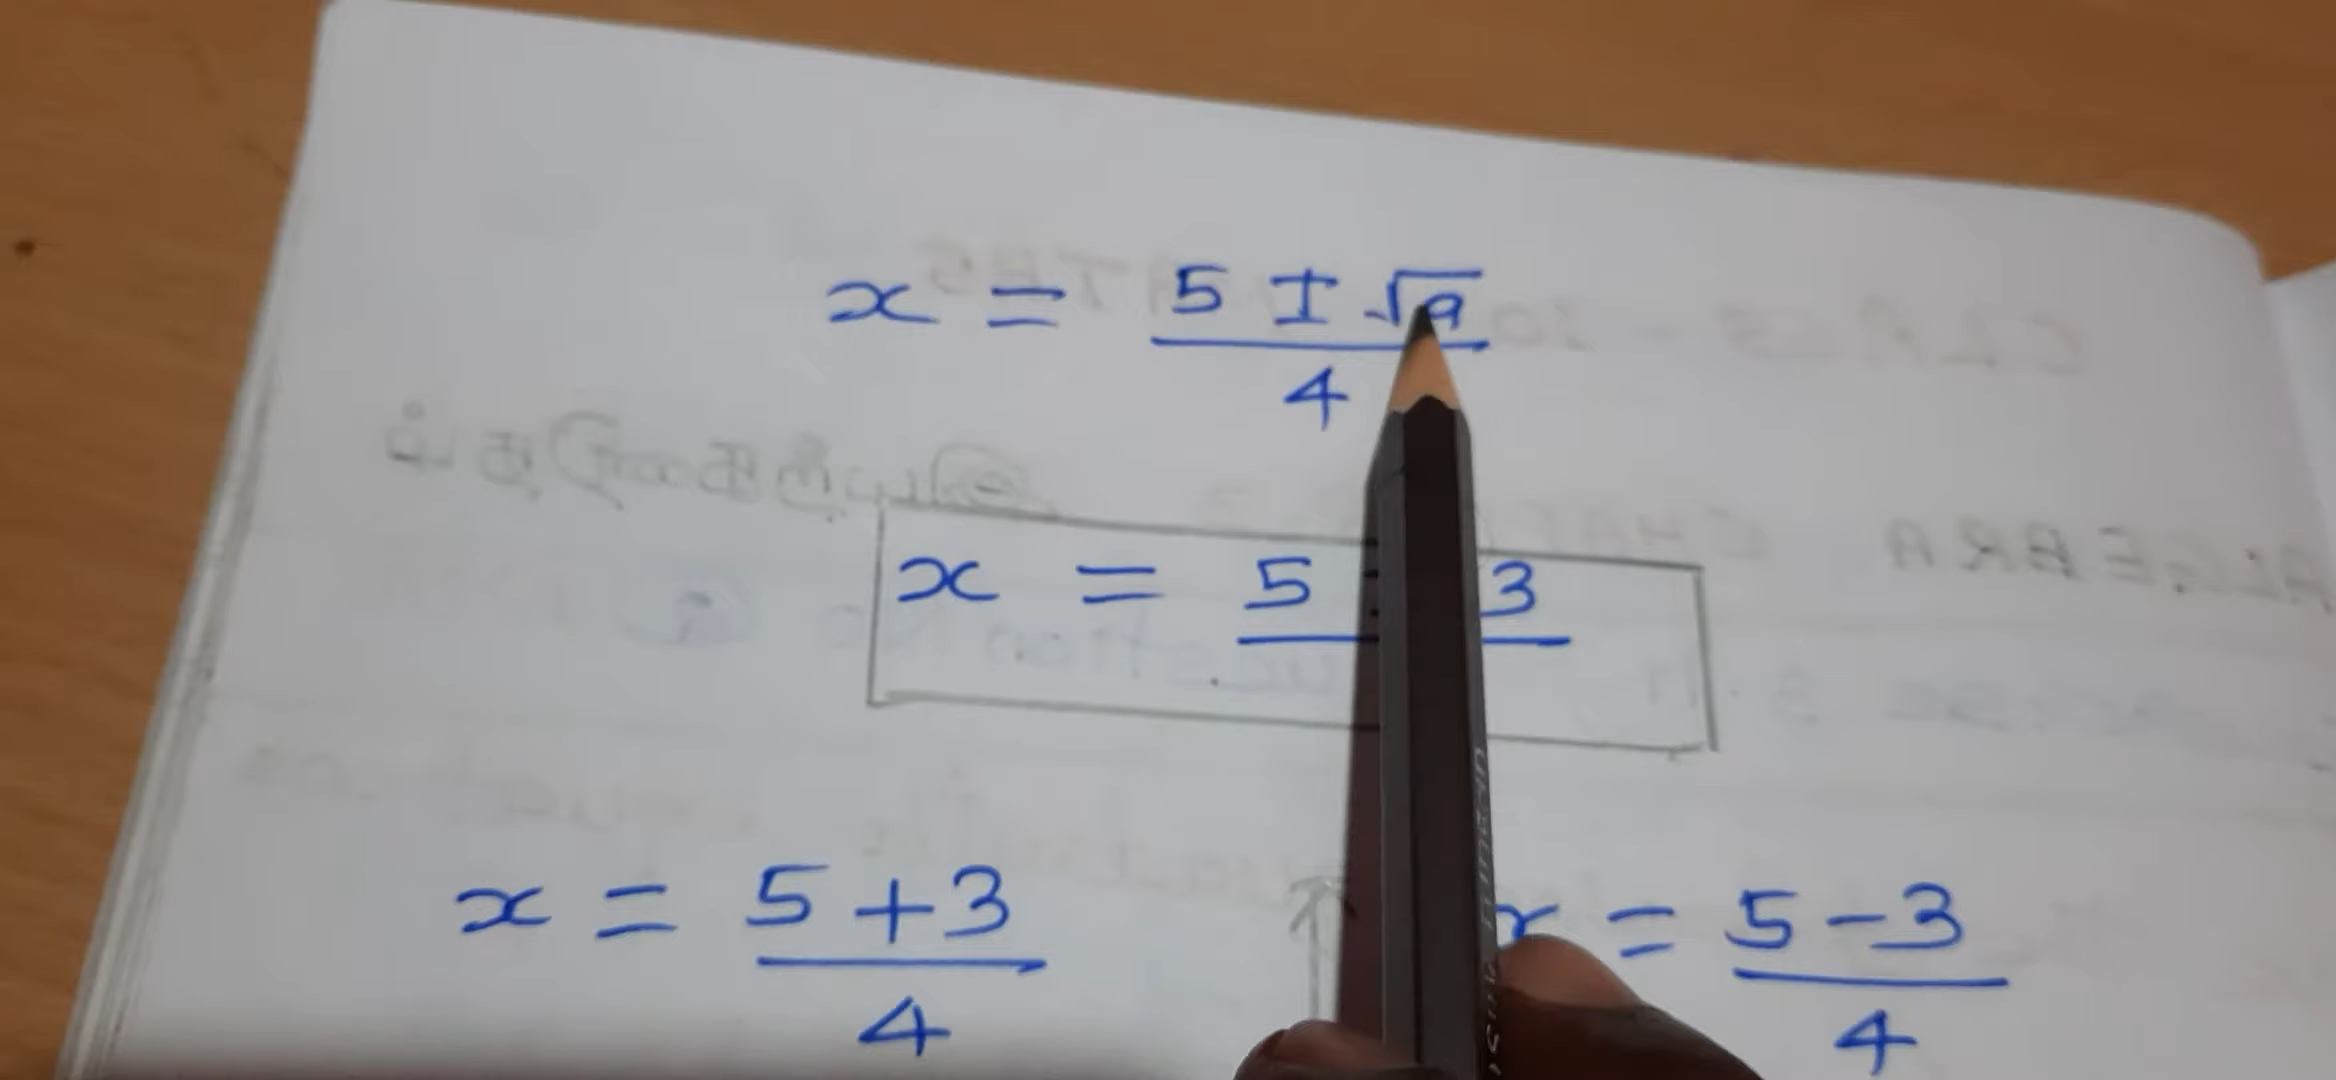 x = 5 ± √9
4
x = 5 3
x = 5 + 3
4
x = 5 - 3
4